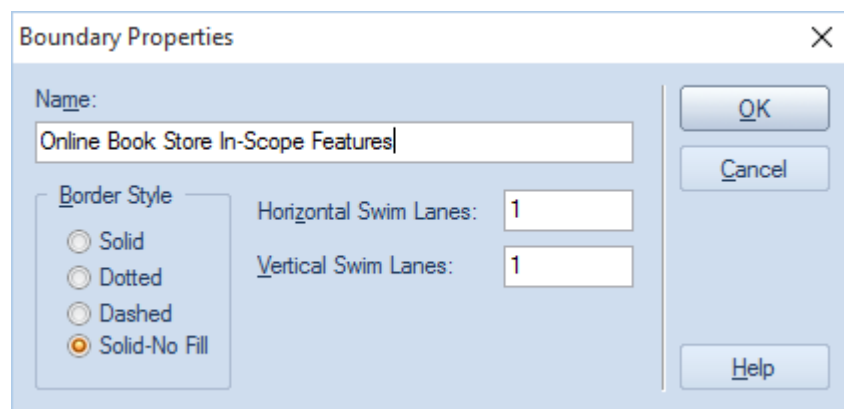 Boundary Properties
Name:
Online Book Store In-Scope Features
OK
Cancel
Border Style
Solid
Dotted
Dashed
Solid-No Fill
Horizontal Swim Lanes: 1
Vertical Swim Lanes: 1
Help